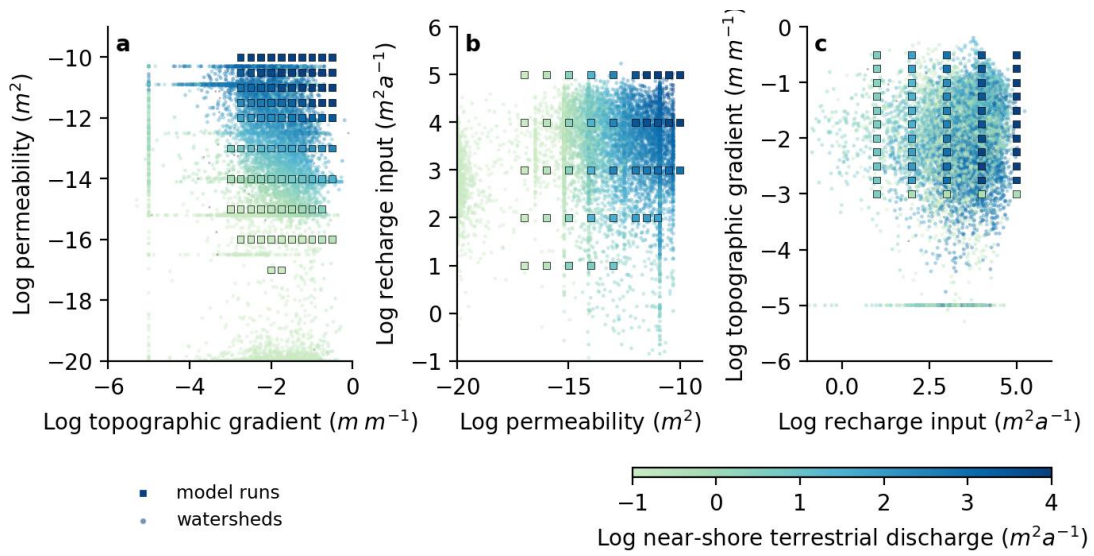 a
Log permeability (m²)
−10
−12
−14
−16
−18
−20
−6
−4
−2
0
Log topographic gradient (m m⁻¹)
b
Log recharge input (m²a⁻¹)
6
5
4
3
2
1
0
−1
−20
−15
−10
Log permeability (m²)
c
Log topographic gradient (m m⁻¹)
0
−1
−2
−3
−4
−5
−6
0.0
2.5
5.0
Log recharge input (m²a⁻¹)
model runs
watersheds
−1 0 1 2 3 4
Log near-shore terrestrial discharge (m²a⁻¹)